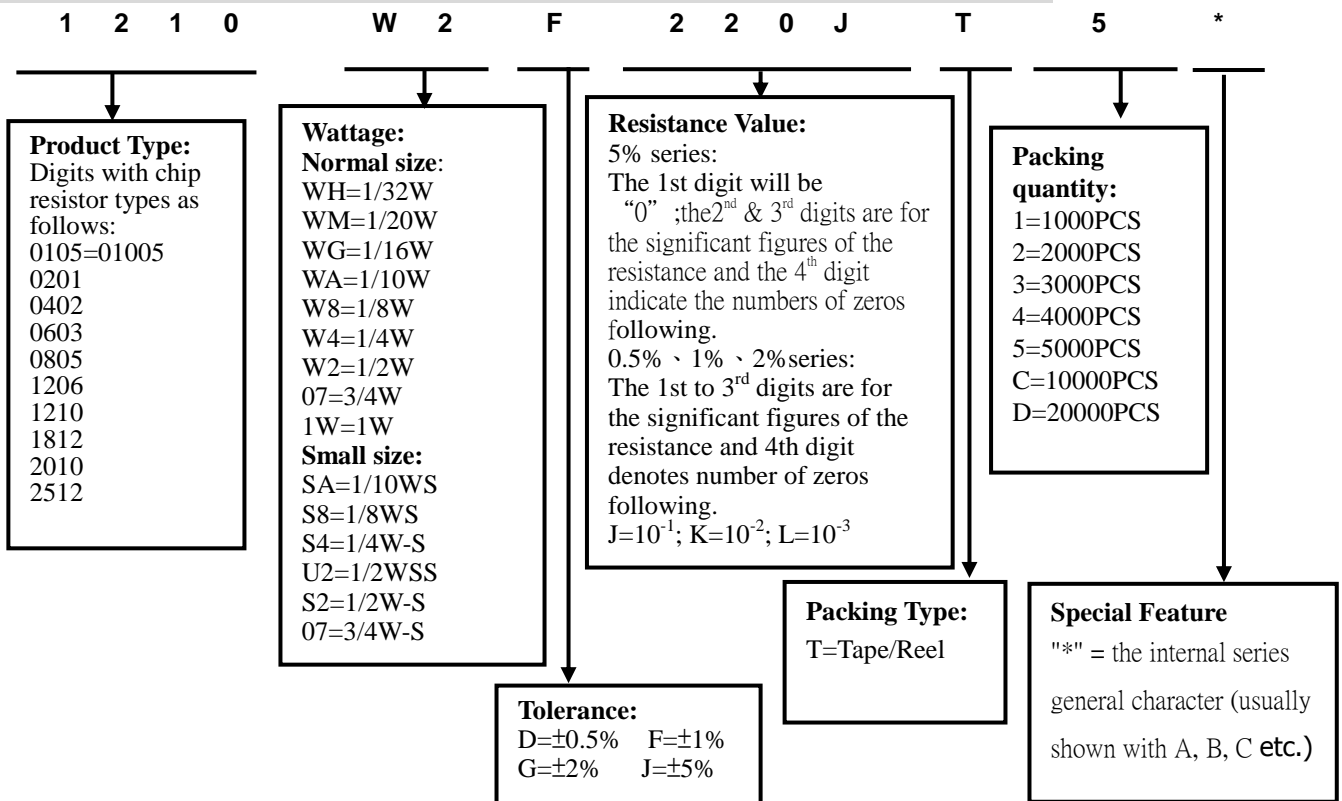 1 2 1 0 W 2 F 2 2 0 J T 5 *
Product Type:
Digits with chip
resistor types as
follows:
0105=01005
0201
0402
0603
0805
1206
1210
1812
2010
2512
Wattage:
Normal size:
WH=1/32W
WM=1/20W
WG=1/16W
WA=1/10W
W8=1/8W
W4=1/4W
W2=1/2W
07=3/4W
1W=1W
Small size:
SA=1/10WS
S8=1/8WS
S4=1/4W-S
U2=1/2WSS
S2=1/2W-S
07=3/4W-S
Tolerance:
D=±0.5% F=±1%
G=±2% J=±5%
Resistance Value:
5% series:
The 1st digit will be
“0” ;the2nd & 3rd digits are for
the significant figures of the
resistance and the 4th digit
indicate the numbers of zeros
following.
0.5%、1%、2%series:
The 1st to 3rd digits are for
the significant figures of the
resistance and 4th digit
denotes number of zeros
following.
J=10-1; K=10-2; L=10-3
Packing Type:
T=Tape/Reel
Packing
quantity:
1=1000PCS
2=2000PCS
3=3000PCS
4=4000PCS
5=5000PCS
C=10000PCS
D=20000PCS
Special Feature
"*" = the internal series
general character (usually
shown with A, B, C etc.)